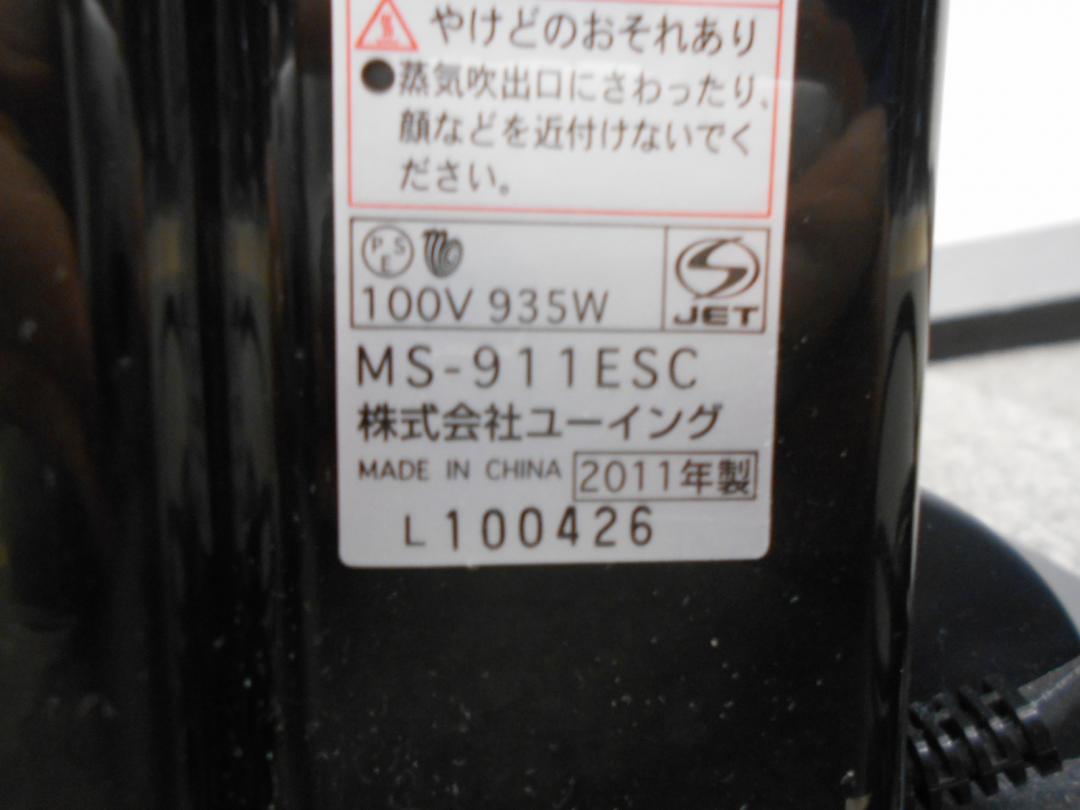 やけどのおそれあり
●蒸気吹出口にさわったり、
顔などを近付けないでく
ださい。
PSE
100V 935W
JET
MS-911ESC
株式会社ユーイング
MADE IN CHINA 2011年製
L100426